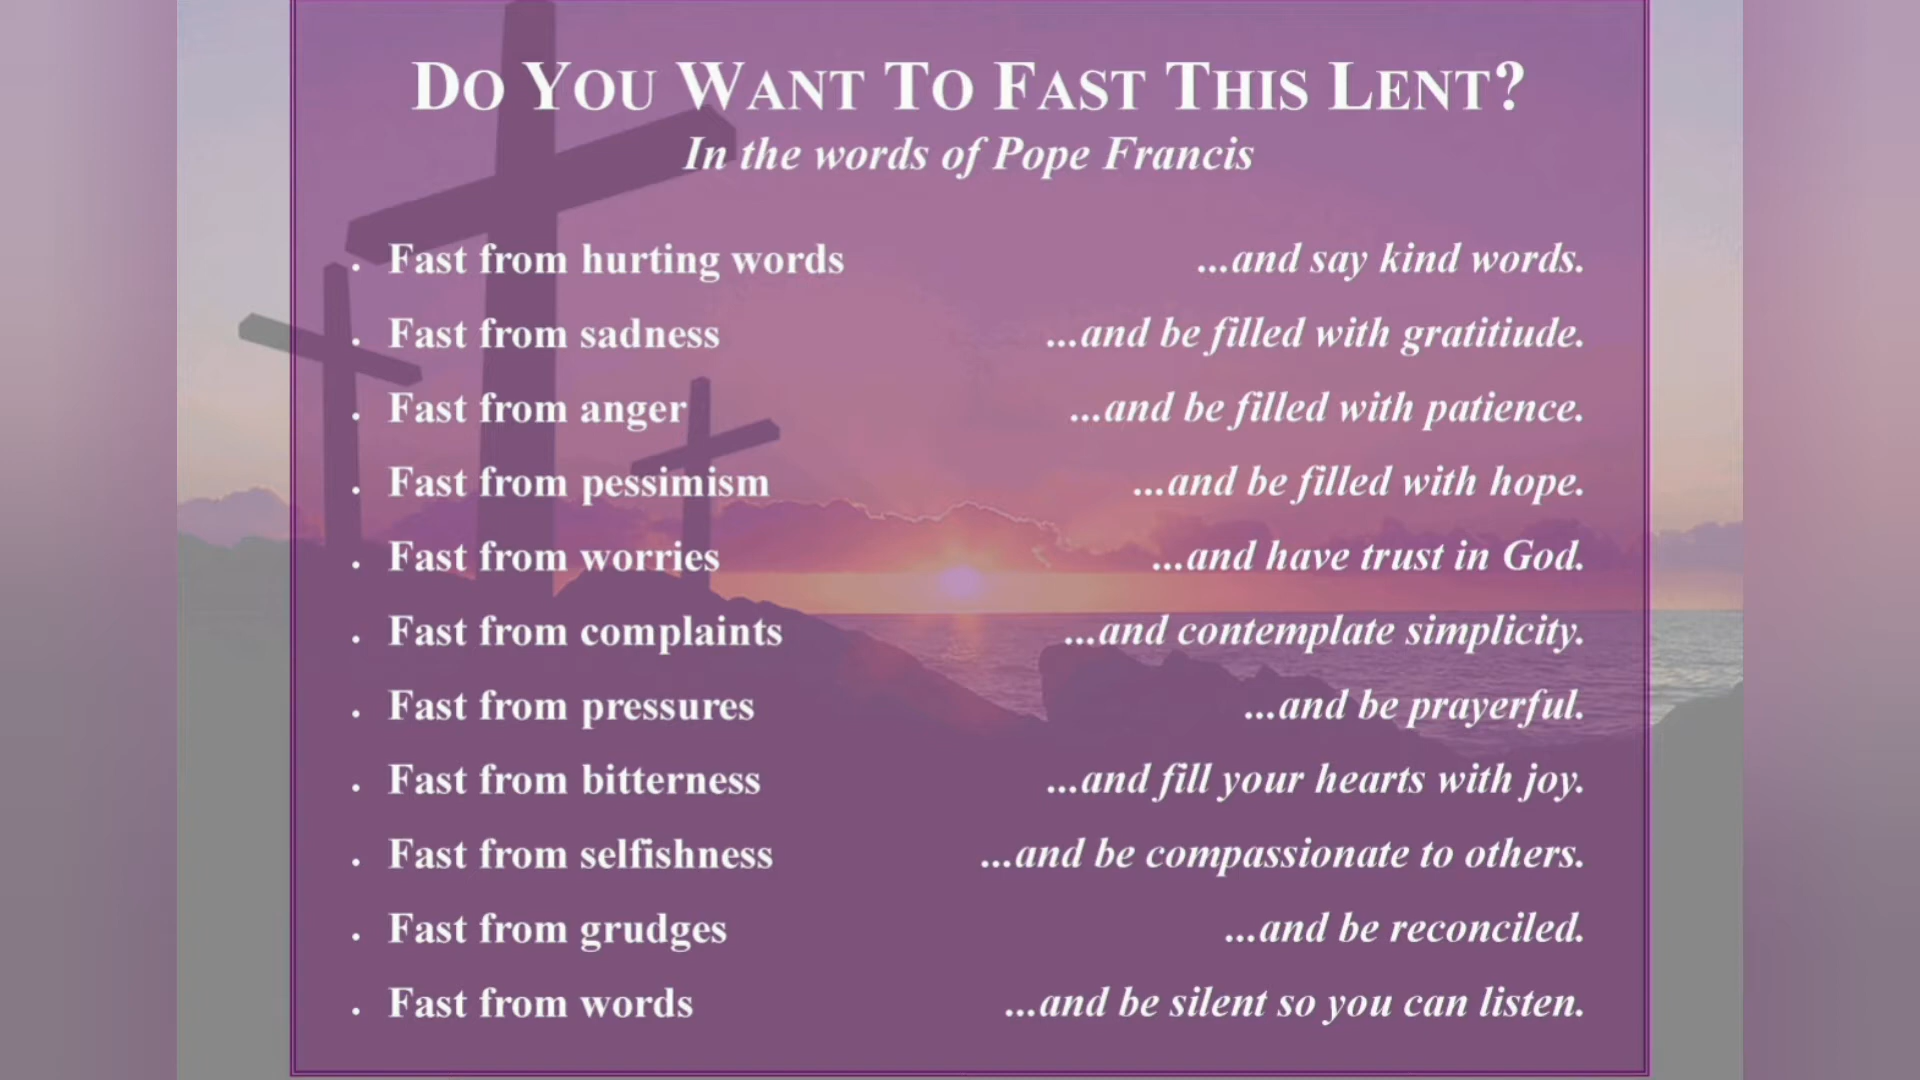 DO YOU WANT TO FAST THIS LENT?
In the words of Pope Francis
• Fast from hurting words ...and say kind words.
• Fast from sadness ...and be filled with gratitiude.
• Fast from anger ...and be filled with patience.
• Fast from pessimism ...and be filled with hope.
• Fast from worries ...and have trust in God.
• Fast from complaints ...and contemplate simplicity.
• Fast from pressures ...and be prayerful.
• Fast from bitterness ...and fill your hearts with joy.
• Fast from selfishness ...and be compassionate to others.
• Fast from grudges ...and be reconciled.
• Fast from words ...and be silent so you can listen.